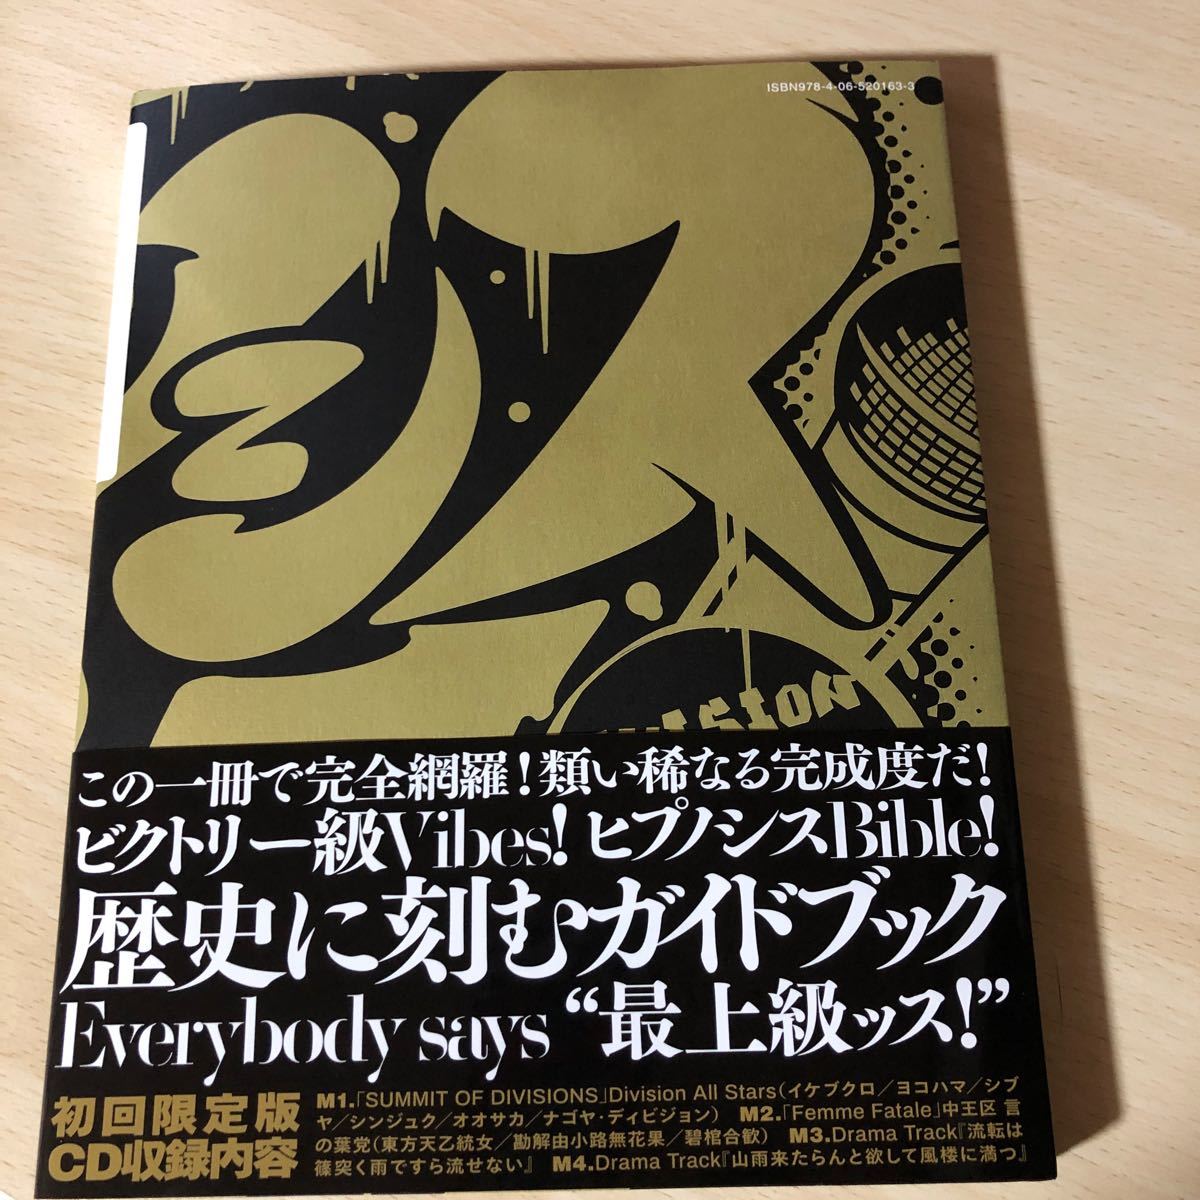 ISBN978-4-06-520163-3
VISION
この一冊で完全網羅!類い稀なる完成度だ!
ビクトリー級Vibes! ヒプノシスBible!
歴史に刻むガイドブック
Everybody says “最上級ッス!”
初回限定版
CD収録内容
M1.「SUMMIT OF DIVISIONS」Division All Stars(イケブクロ/ヨコハマ/シブ
ヤ/シンジュク/オオサカ/ナゴヤ・ディビジョン) M2.「Femme Fatale」中王区 言
の葉党(東方天乙統女/勘解由小路無花果/碧棺合歓) M3.Drama Track『流転は
篠突く雨ですら流せない』 M4.Drama Track『山雨来たらんと欲して風楼に満つ』